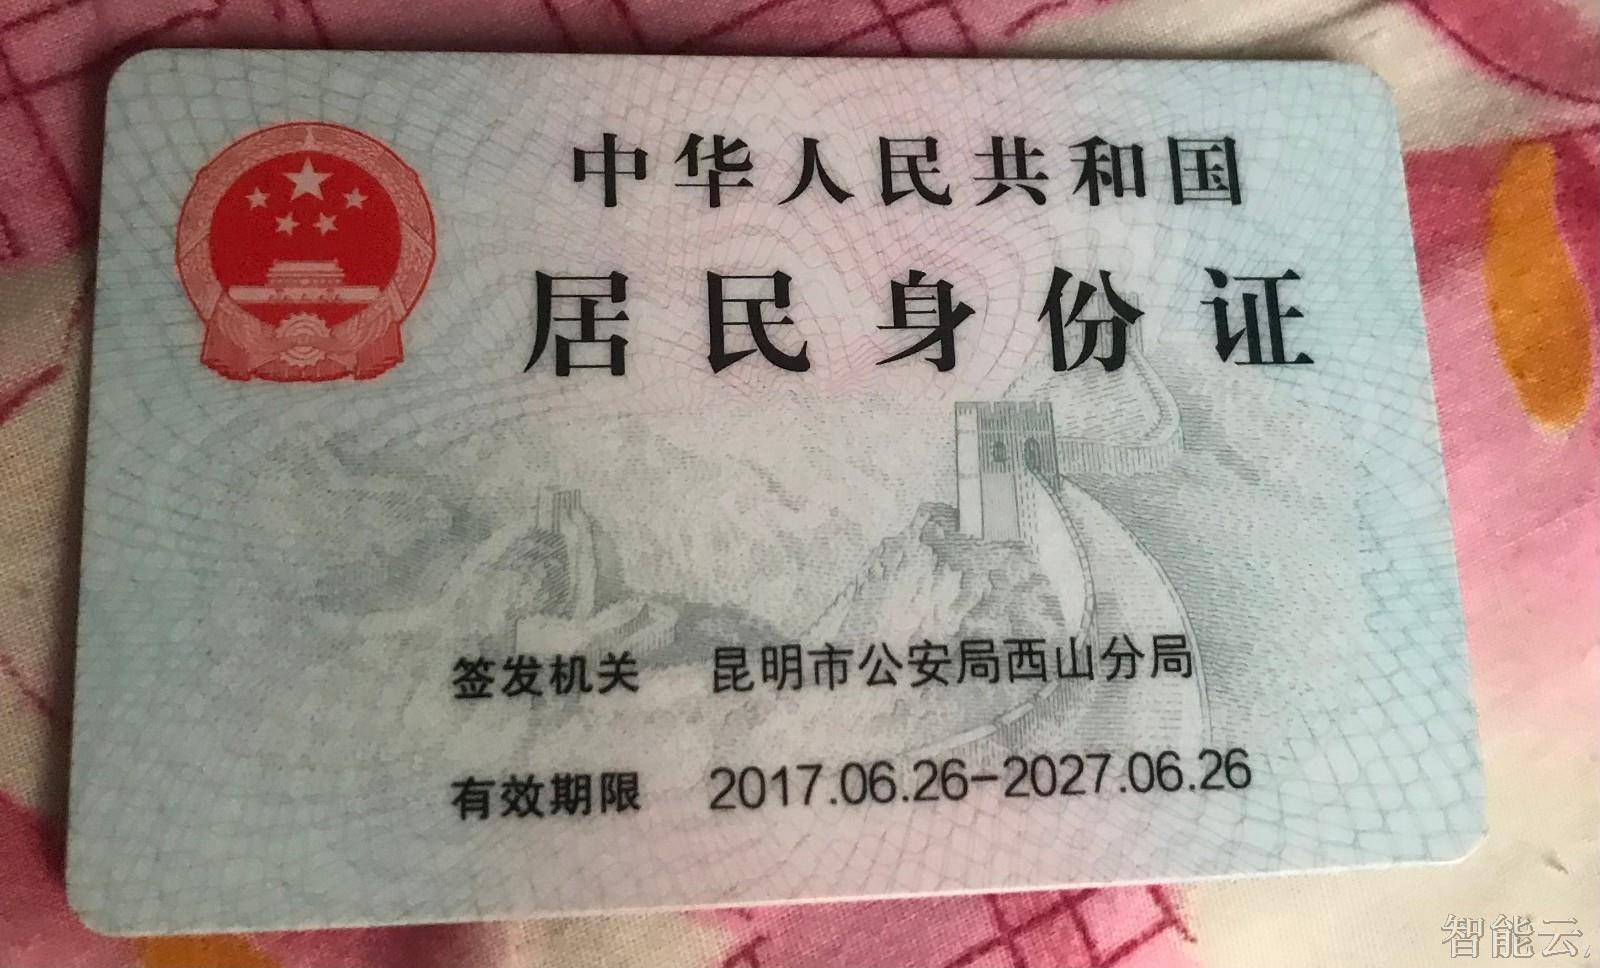 中华人民共和国
居民身份证
签发机关 昆明市公安局西山分局
有效期限 2017.06.26-2027.06.26
智能云